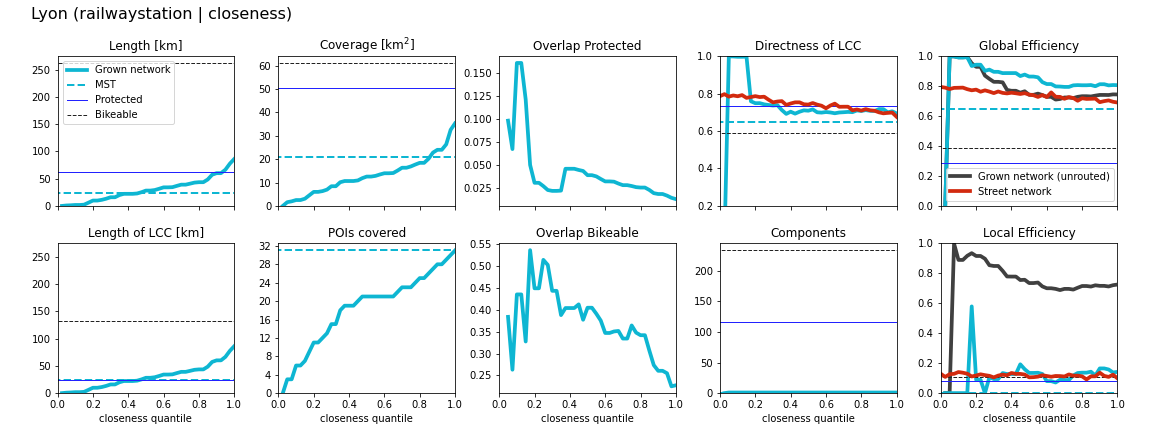 Lyon (railwaystation | closeness)
Length [km]
Coverage [km²]
Overlap Protected
Directness of LCC
Global Efficiency
Grown network
MST
Protected
Bikeable
250
200
150
100
50
0
60
50
40
30
20
10
0
0.150
0.125
0.100
0.075
0.050
0.025
1.0
0.8
0.6
0.4
0.2
1.0
0.8
0.6
0.4
0.2
0.0
Grown network (unrouted)
Street network
Length of LCC [km]
POIs covered
Overlap Bikeable
Components
Local Efficiency
250
200
150
100
50
0
32
28
24
20
16
12
8
4
0.55
0.50
0.45
0.40
0.35
0.30
0.25
200
150
100
50
0
1.0
0.8
0.6
0.4
0.2
0.0
0.0 0.2 0.4 0.6 0.8 1.0
0.0 0.2 0.4 0.6 0.8 1.0
0.0 0.2 0.4 0.6 0.8 1.0
0.0 0.2 0.4 0.6 0.8 1.0
0.0 0.2 0.4 0.6 0.8 1.0
closeness quantile
closeness quantile
closeness quantile
closeness quantile
closeness quantile